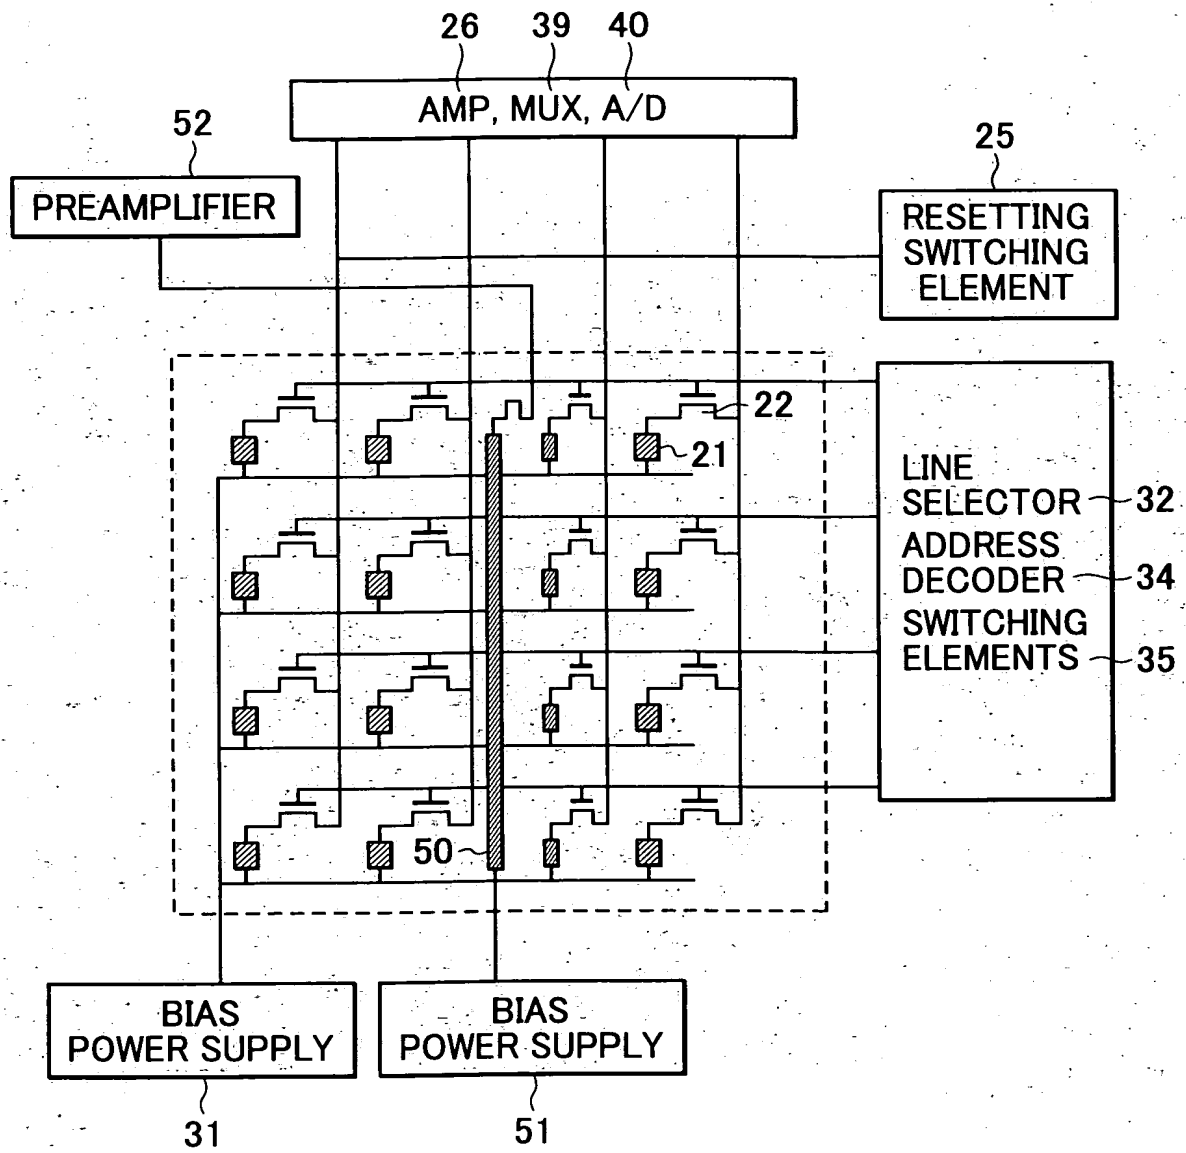 26 39 40
AMP, MUX, A/D
52
PREAMPLIFIER
25
RESETTING
SWITCHING
ELEMENT
22
21
LINE
SELECTOR 32
ADDRESS
DECODER 34
SWITCHING
ELEMENTS 35
50
BIAS
POWER SUPPLY
31
BIAS
POWER SUPPLY
51